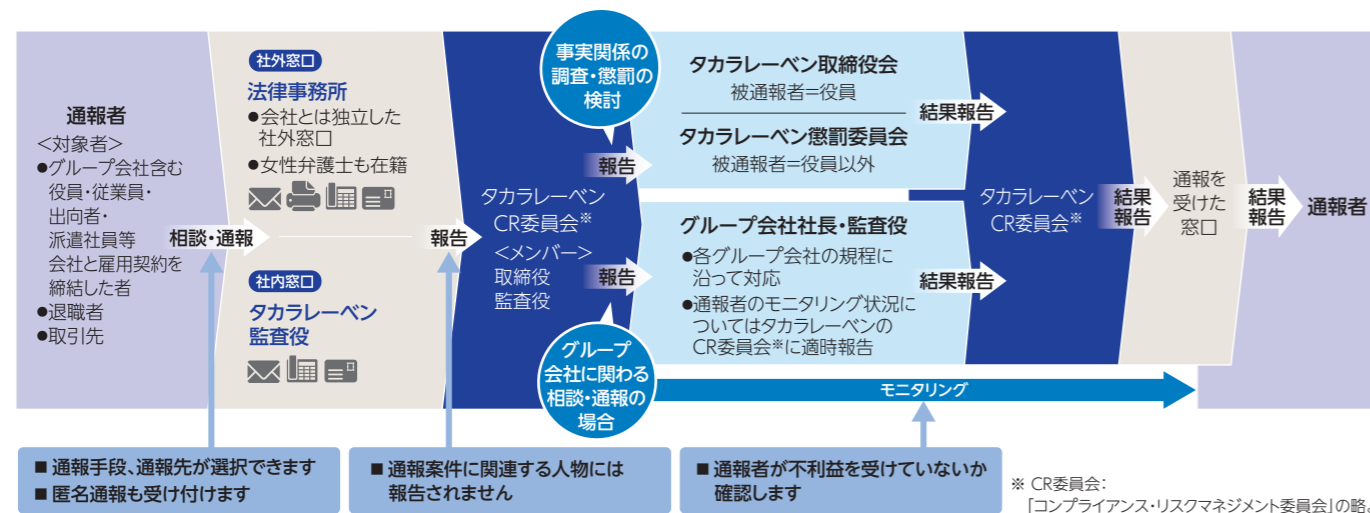 通報者
<対象者>
●グループ会社含む
役員・従業員・
出向者・
派遣社員等
会社と雇用契約を
締結した者
●退職者
●取引先
相談・通報
社外窓口
法律事務所
●会社とは独立した
社外窓口
●女性弁護士も在籍
社内窓口
タカラレーベン
監査役
報告
タカラレーベン
CR委員会※
<メンバー>
取締役
監査役
事実関係の
調査・懲罰の
検討
報告
タカラレーベン取締役会
被通報者=役員
タカラレーベン懲罰委員会
被通報者=役員以外
結果報告
報告
グループ
会社に関わる
相談・通報の
場合
グループ会社社長・監査役
●各グループ会社の規程に
沿って対応
●通報者のモニタリング状況に
ついてはタカラレーベンの
CR委員会※に適時報告
結果報告
タカラレーベン
CR委員会※
結果
報告
通報を
受けた
窓口
結果
報告
通報者
モニタリング
■ 通報手段、通報先が選択できます
■ 匿名通報も受け付けます
■ 通報案件に関連する人物には
報告されません
■ 通報者が不利益を受けていないか
確認します
※ CR委員会:
「コンプライアンス・リスクマネジメント委員会」の略。